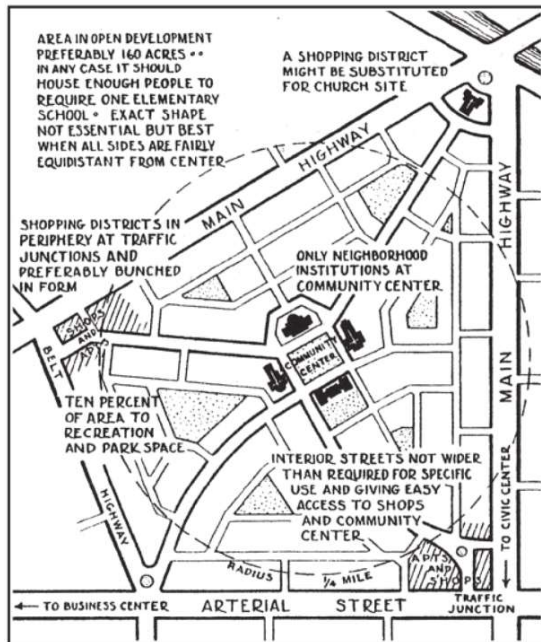 AREA IN OPEN DEVELOPMENT
PREFERABLY 160 ACRES • •
IN ANY CASE IT SHOULD
HOUSE ENOUGH PEOPLE TO
REQUIRE ONE ELEMENTARY
SCHOOL • EXACT SHAPE
NOT ESSENTIAL BUT BEST
WHEN ALL SIDES ARE FAIRLY
EQUIDISTANT FROM CENTER
A SHOPPING DISTRICT
MIGHT BE SUBSTITUTED
FOR CHURCH SITE
MAIN HIGHWAY
HIGHWAY
MAIN
TO CIVIC CENTER
SHOPPING DISTRICTS IN
PERIPHERY AT TRAFFIC
JUNCTIONS AND
PREFERABLY BUNCHED
IN FORM
ONLY NEIGHBORHOOD
INSTITUTIONS AT
COMMUNITY CENTER
SHOPS
AND
APTS
COMMUNITY
CENTER
BELT
HIGHWAY
TEN PERCENT
OF AREA TO
RECREATION
AND PARK SPACE
INTERIOR STREETS NOT WIDER
THAN REQUIRED FOR SPECIFIC
USE AND GIVING EASY
ACCESS TO SHOPS
AND COMMUNITY
CENTER
APTS.
AND
SHOPS
RADIUS 1/4 MILE
TRAFFIC
JUNCTION
TO BUSINESS CENTER ARTERIAL STREET